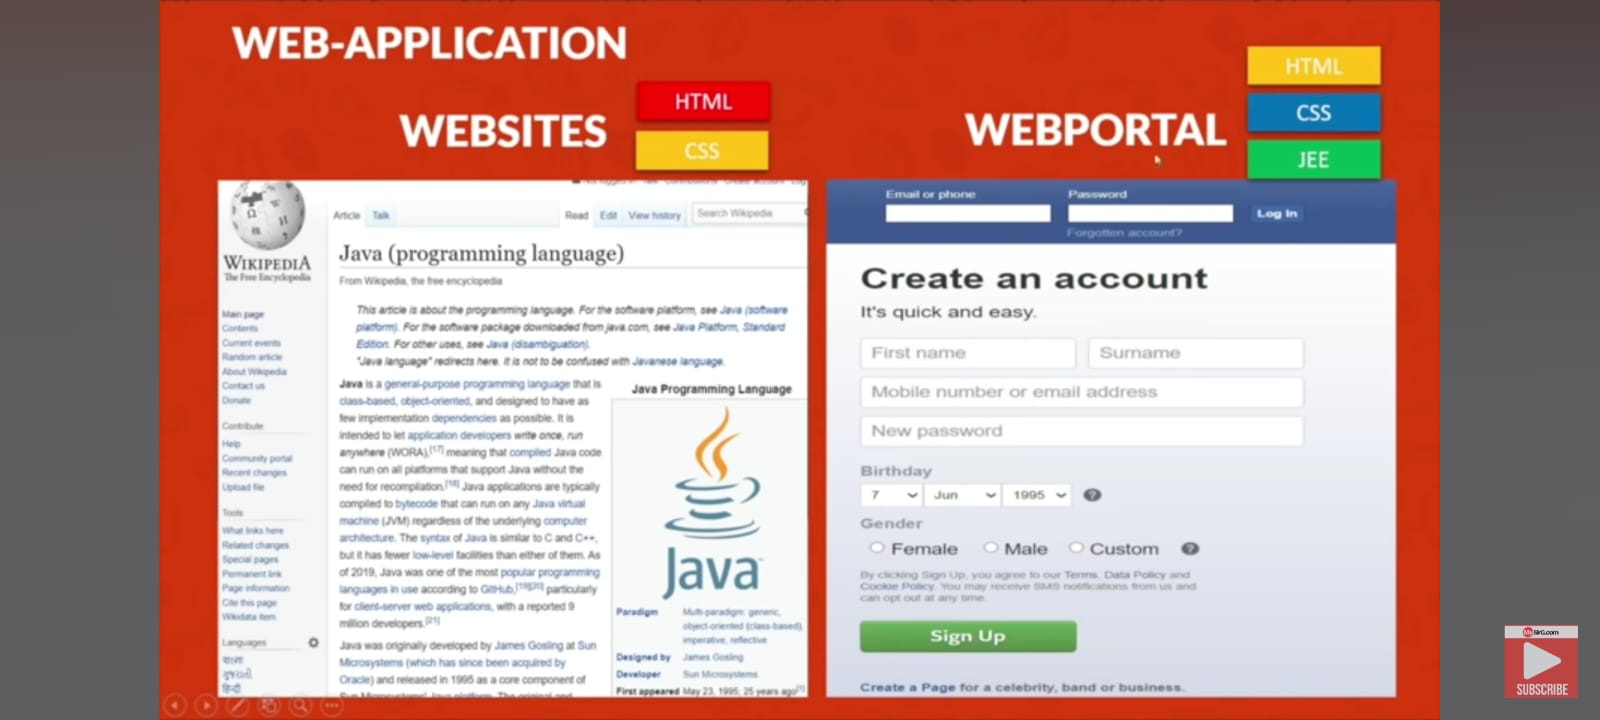 WEB-APPLICATION
WEBSITES
HTML
CSS
WEBPORTAL
HTML
CSS
JEE
WIKIPEDIA
The Free Encyclopedia
Main page
Contents
Current events
Random article
About Wikipedia
Contact us
Donate
Contribute
Help
Community portal
Recent changes
Upload file
Tools
What links here
Related changes
Special pages
Permanent link
Page information
Cite this page
Wikidata item
Languages
বাংলা
ગુજરાતી
हिन्दी
Article Talk Read Edit View history Search Wikipedia
Java (programming language)
From Wikipedia, the free encyclopedia
This article is about the programming language. For the software platform, see Java (software
platform). For the software package downloaded from java.com, see Java Platform, Standard
Edition. For other uses, see Java (disambiguation).
"Java language" redirects here. It is not to be confused with Javanese language.
Java is a general-purpose programming language that is
class-based, object-oriented, and designed to have as
few implementation dependencies as possible. It is
intended to let application developers write once, run
anywhere (WORA),[17] meaning that compiled Java code
can run on all platforms that support Java without the
need for recompilation.[18] Java applications are typically
compiled to bytecode that can run on any Java virtual
machine (JVM) regardless of the underlying computer
architecture. The syntax of Java is similar to C and C++,
but it has fewer low-level facilities than either of them. As
of 2019, Java was one of the most popular programming
languages in use according to GitHub,[19][20] particularly
for client-server web applications, with a reported 9
million developers.[21]
Java was originally developed by James Gosling at Sun
Microsystems (which has since been acquired by
Oracle) and released in 1995 as a core component of
Java Programming Language
Java
Paradigm Multi-paradigm: generic,
object-oriented (class-based),
imperative, reflective
Designed by James Gosling
Developer Sun Microsystems
First appeared May 23, 1995; 25 years ago
Email or phone Password
Log In
Forgotten account?
Create an account
It's quick and easy.
First name Surname
Mobile number or email address
New password
Birthday
7 Jun 1995 ?
Gender
Female Male Custom ?
By clicking Sign Up, you agree to our Terms, Data Policy and
Cookie Policy. You may receive SMS notifications from us and
can opt out at any time.
Sign Up
Create a Page for a celebrity, band or business.
MySirG.com
SUBSCRIBE